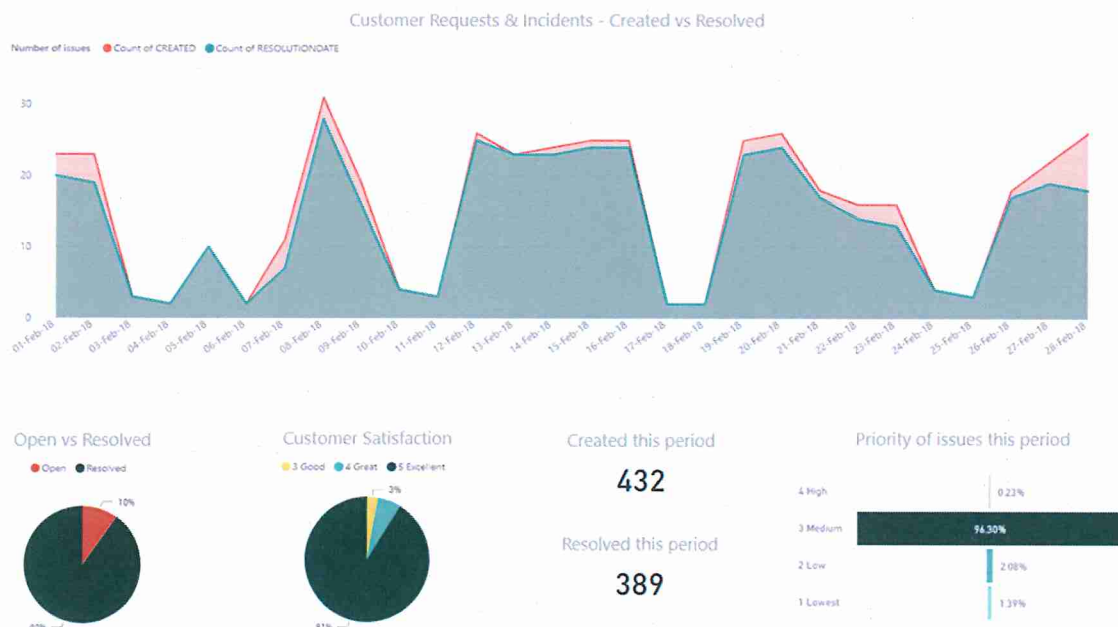 Customer Requests & Incidents - Created vs Resolved
Number of issues Count of CREATED Count of RESOLUTIONDATE
30
20
10
0
01-Feb-18 02-Feb-18 03-Feb-18 04-Feb-18 05-Feb-18 06-Feb-18 07-Feb-18 08-Feb-18 09-Feb-18 10-Feb-18 11-Feb-18 12-Feb-18 13-Feb-18 14-Feb-18 15-Feb-18 16-Feb-18 17-Feb-18 18-Feb-18 19-Feb-18 20-Feb-18 21-Feb-18 22-Feb-18 23-Feb-18 24-Feb-18 25-Feb-18 26-Feb-18 27-Feb-18 28-Feb-18
Open vs Resolved
Open Resolved
10%
Customer Satisfaction
3 Good 4 Great 5 Excellent
3%
Created this period
432
Resolved this period
389
Priority of issues this period
4 High 0.23%
3 Medium 96.30%
2 Low 2.08%
1 Lowest 1.39%